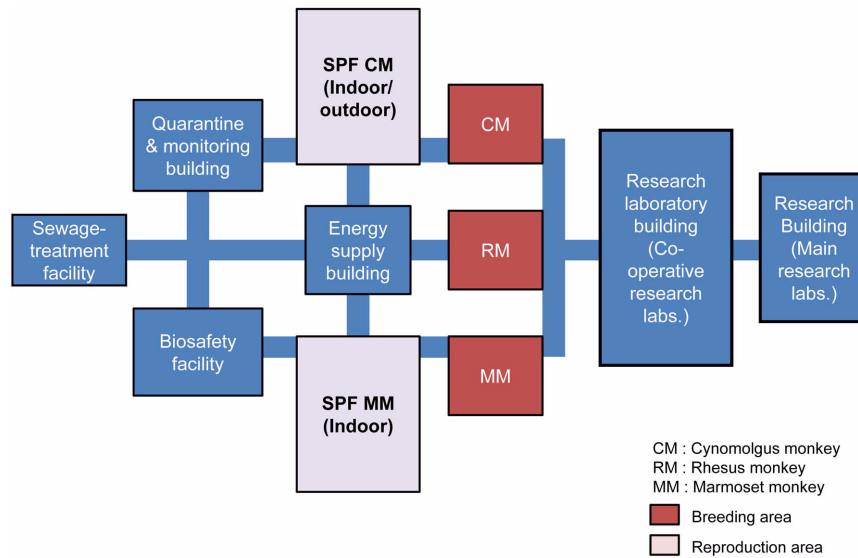 SPF CM
(Indoor/
outdoor)
Quarantine
& monitoring
building
CM
Sewage-
treatment
facility
Energy
supply
building
RM
Research
laboratory
building
(Co-
operative
research
labs.)
Research
Building
(Main
research
labs.)
Biosafety
facility
SPF MM
(Indoor)
MM
CM : Cynomolgus monkey
RM : Rhesus monkey
MM : Marmoset monkey
Breeding area
Reproduction area